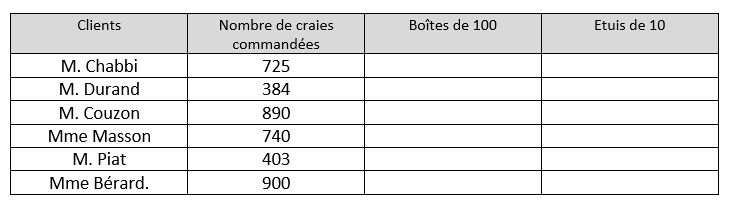 Clients Nombre de craies commandées Boîtes de 100 Etuis de 10
M. Chabbi 725
M. Durand 384
M. Couzon 890
Mme Masson 740
M. Piat 403
Mme Bérard. 900